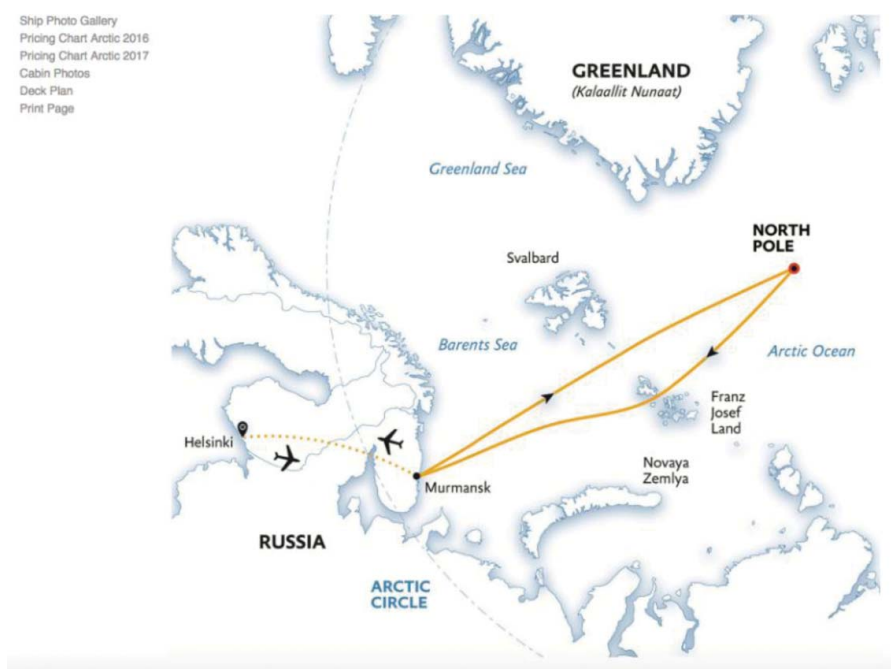 Ship Photo Gallery
Pricing Chart Arctic 2016
Pricing Chart Arctic 2017
Cabin Photos
Deck Plan
Print Page
GREENLAND
(Kalaallit Nunaat)
Greenland Sea
NORTH
POLE
Svalbard
Barents Sea
Arctic Ocean
Franz
Josef
Land
Helsinki
Novaya
Zemlya
Murmansk
RUSSIA
ARCTIC
CIRCLE